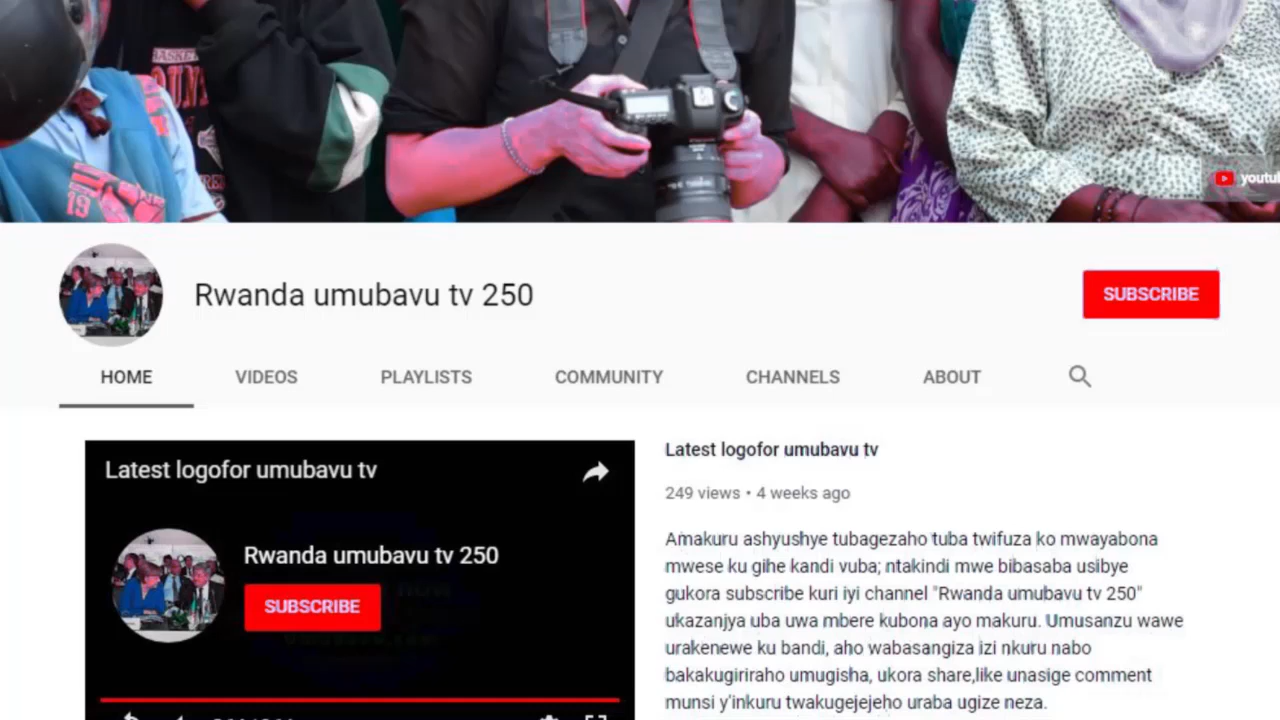 BASKET
19
youtu
Rwanda umubavu tv 250
SUBSCRIBE
HOME VIDEOS PLAYLISTS COMMUNITY CHANNELS ABOUT
Latest logofor umubavu tv
Rwanda umubavu tv 250
SUBSCRIBE
Latest logofor umubavu tv
249 views • 4 weeks ago
Amakuru ashyushye tubagezaho tuba twifuza ko mwayabona
mwese ku gihe kandi vuba; ntakindi mwe bibasaba usibye
gukora subscribe kuri iyi channel "Rwanda umubavu tv 250"
ukazanjya uba uwa mbere kubona ayo makuru. Umusanzu wawe
urakenewe ku bandi, aho wabasangiza izi nkuru nabo
bakakugiriraho umugisha, ukora share,like unasige comment
munsi y'inkuru twakugejejeho uraba ugize neza.